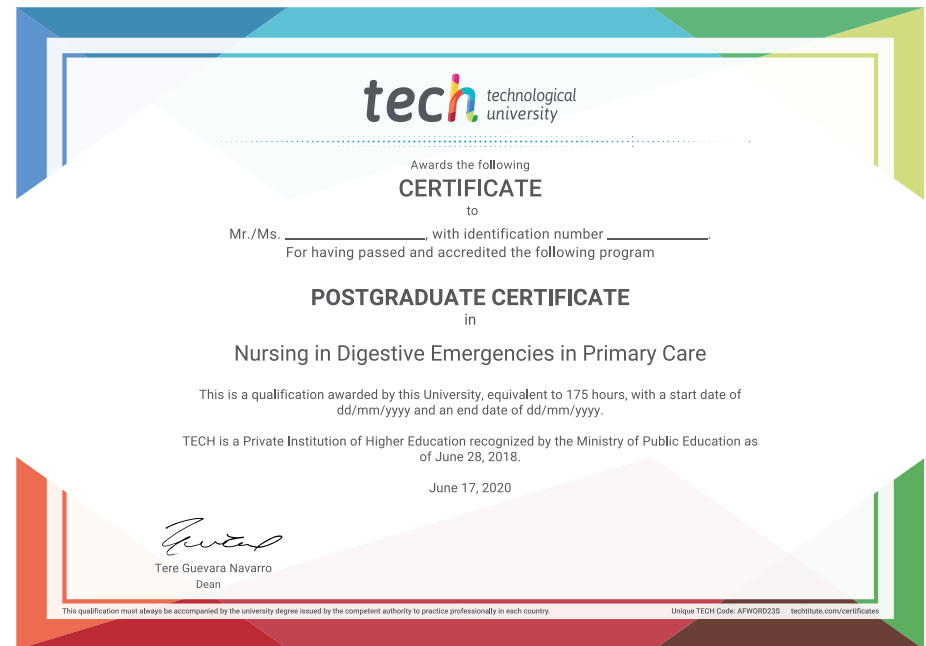 tech technological
university
Awards the following
CERTIFICATE
to
Mr./Ms. ____________________, with identification number ______________.
For having passed and accredited the following program
POSTGRADUATE CERTIFICATE
in
Nursing in Digestive Emergencies in Primary Care
This is a qualification awarded by this University, equivalent to 175 hours, with a start date of
dd/mm/yyyy and an end date of dd/mm/yyyy.
TECH is a Private Institution of Higher Education recognized by the Ministry of Public Education as
of June 28, 2018.
June 17, 2020
Tere Guevara Navarro
Dean
This qualification must always be accompanied by the university degree issued by the competent authority to practice professionally in each country.
Unique TECH Code: AFWORD23S techtitute.com/certificates